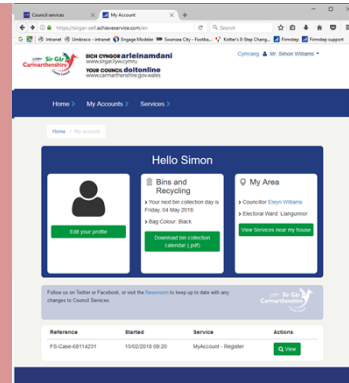 Council services
My Account
https://sirgar-self.achieveservice.com/en
Search
Intranet
Umbraco - intranet
Engage Modeler
Swansea City - Footba...
Kotter's 8-Step Chang...
Firmstep
Firmstep support
Sir Gâr
Carmarthenshire
EICH CYNGOR arleinamdani
www.sirgar.llyw.cymru
YOUR COUNCIL doitonline
www.carmarthenshire.gov.wales
Cymraeg Mr. Simon Williams
Home > My Accounts > Services >
Home My account
Hello Simon
Edit your profile
Bins and
Recycling
> Your next bin collection day is
Friday, 04 May 2018
> Bag Colour: Black
Download bin collection
calendar (.pdf)
My Area
> Councillor Elwyn Williams
> Electoral Ward: Llangunnor
View Services near my house
Follow us on Twitter or Facebook, or visit the Newsroom to keep up to date with any
changes to Council Services.
Sir Gâr
Carmarthenshire
Reference Started Service Actions
FS-Case-68114231 15/02/2018 09:20 MyAccount - Register View